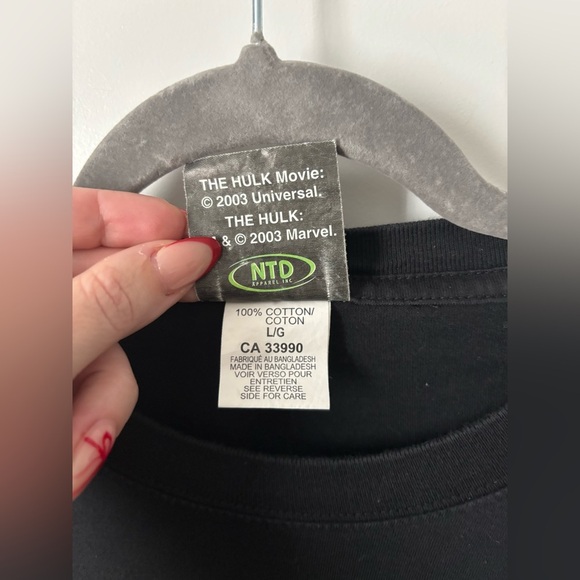 THE HULK Movie:
© 2003 Universal.
THE HULK:
& © 2003 Marvel.
NTD
APPAREL INC
100% COTTON/
COTON
L/G
CA 33990
FABRIQUÉ AU BANGLADESH
MADE IN BANGLADESH
VOIR VERSO POUR
ENTRETIEN
SEE REVERSE
SIDE FOR CARE